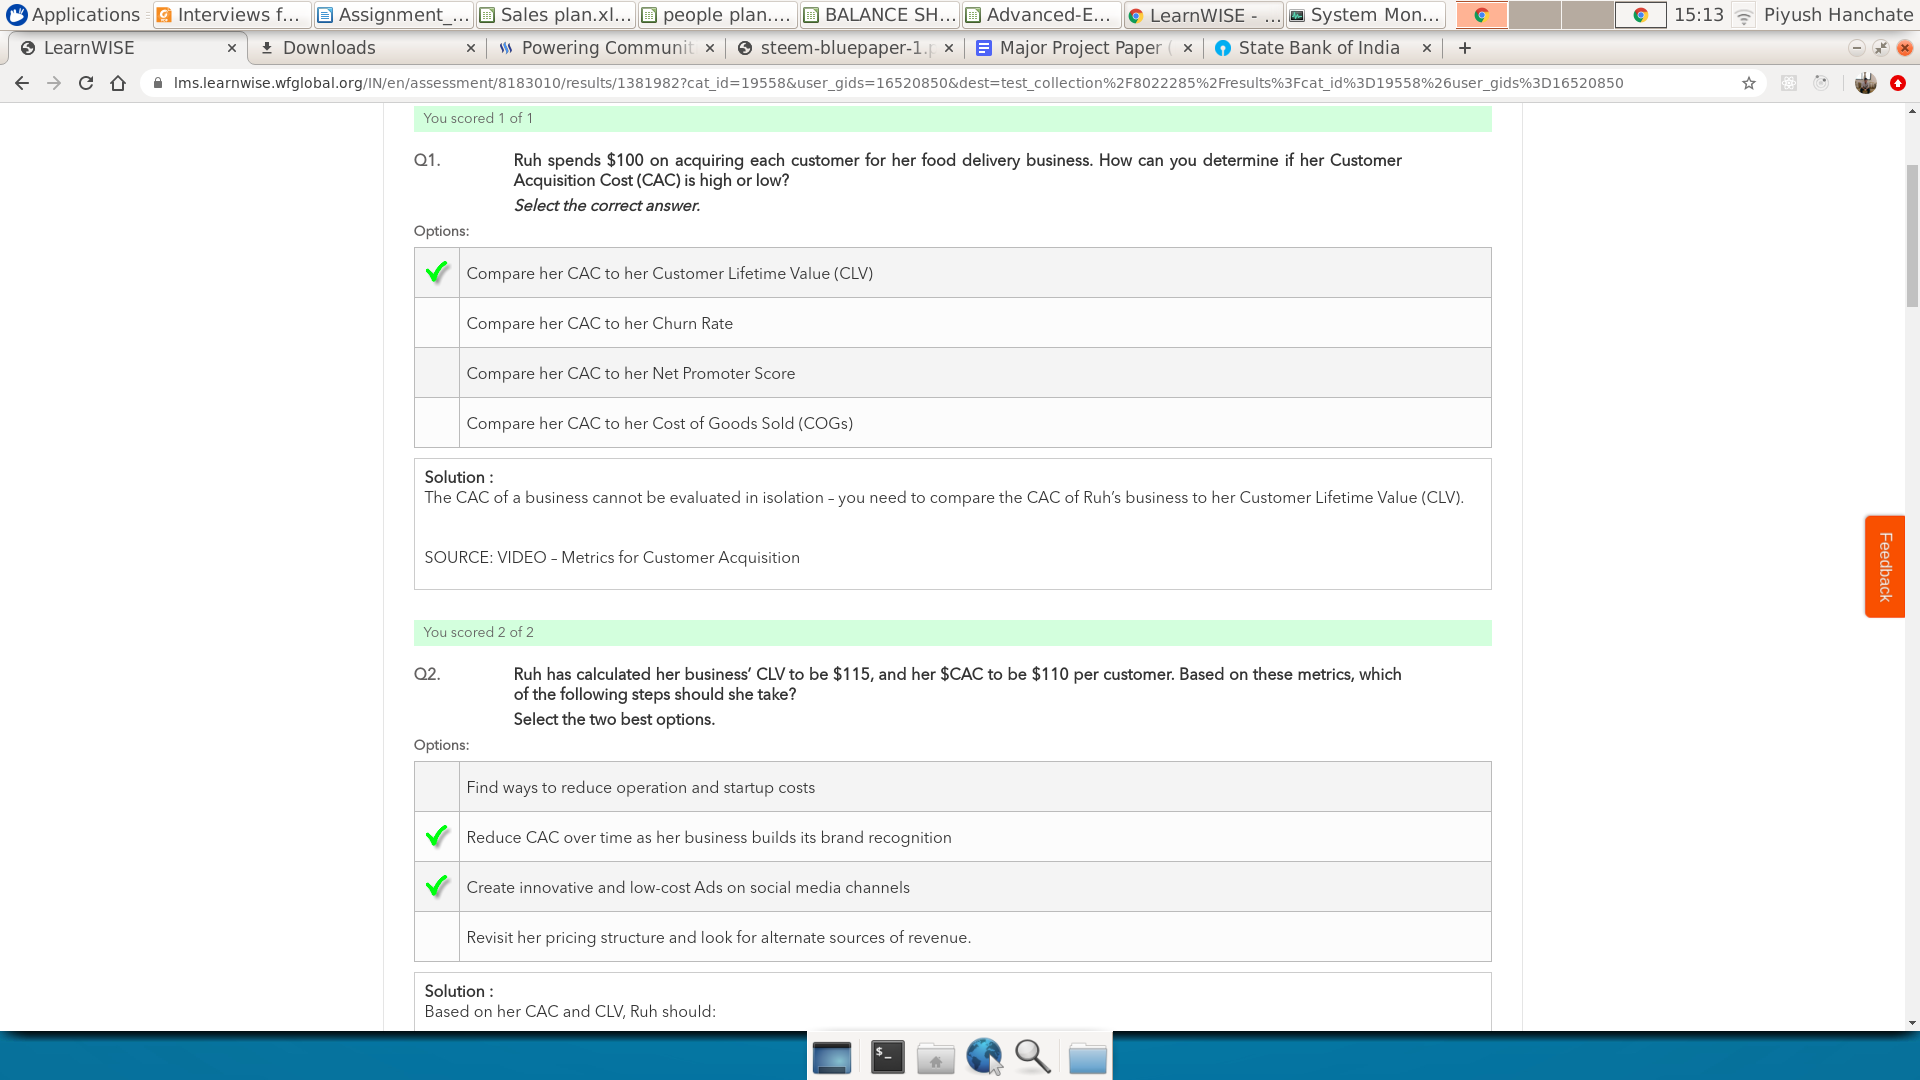 Applications
Interviews f...
Assignment_...
Sales plan.xl...
people plan....
BALANCE SH...
Advanced-E...
LearnWISE - ...
System Mon...
15:13
Piyush Hanchate
LearnWISE
Downloads
Powering Communit
steem-bluepaper-1.p
Major Project Paper (
State Bank of India
lms.learnwise.wfglobal.org/IN/en/assessment/8183010/results/1381982?cat_id=19558&user_gids=16520850&dest=test_collection%2F8022285%2Fresults%3Fcat_id%3D19558%26user_gids%3D16520850
You scored 1 of 1
Q1. Ruh spends $100 on acquiring each customer for her food delivery business. How can you determine if her Customer
Acquisition Cost (CAC) is high or low?
Select the correct answer.
Options:
Compare her CAC to her Customer Lifetime Value (CLV)
Compare her CAC to her Churn Rate
Compare her CAC to her Net Promoter Score
Compare her CAC to her Cost of Goods Sold (COGs)
Solution :
The CAC of a business cannot be evaluated in isolation – you need to compare the CAC of Ruh’s business to her Customer Lifetime Value (CLV).
SOURCE: VIDEO – Metrics for Customer Acquisition
Feedback
You scored 2 of 2
Q2. Ruh has calculated her business‘ CLV to be $115, and her $CAC to be $110 per customer. Based on these metrics, which
of the following steps should she take?
Select the two best options.
Options:
Find ways to reduce operation and startup costs
Reduce CAC over time as her business builds its brand recognition
Create innovative and low-cost Ads on social media channels
Revisit her pricing structure and look for alternate sources of revenue.
Solution :
Based on her CAC and CLV, Ruh should:
$_